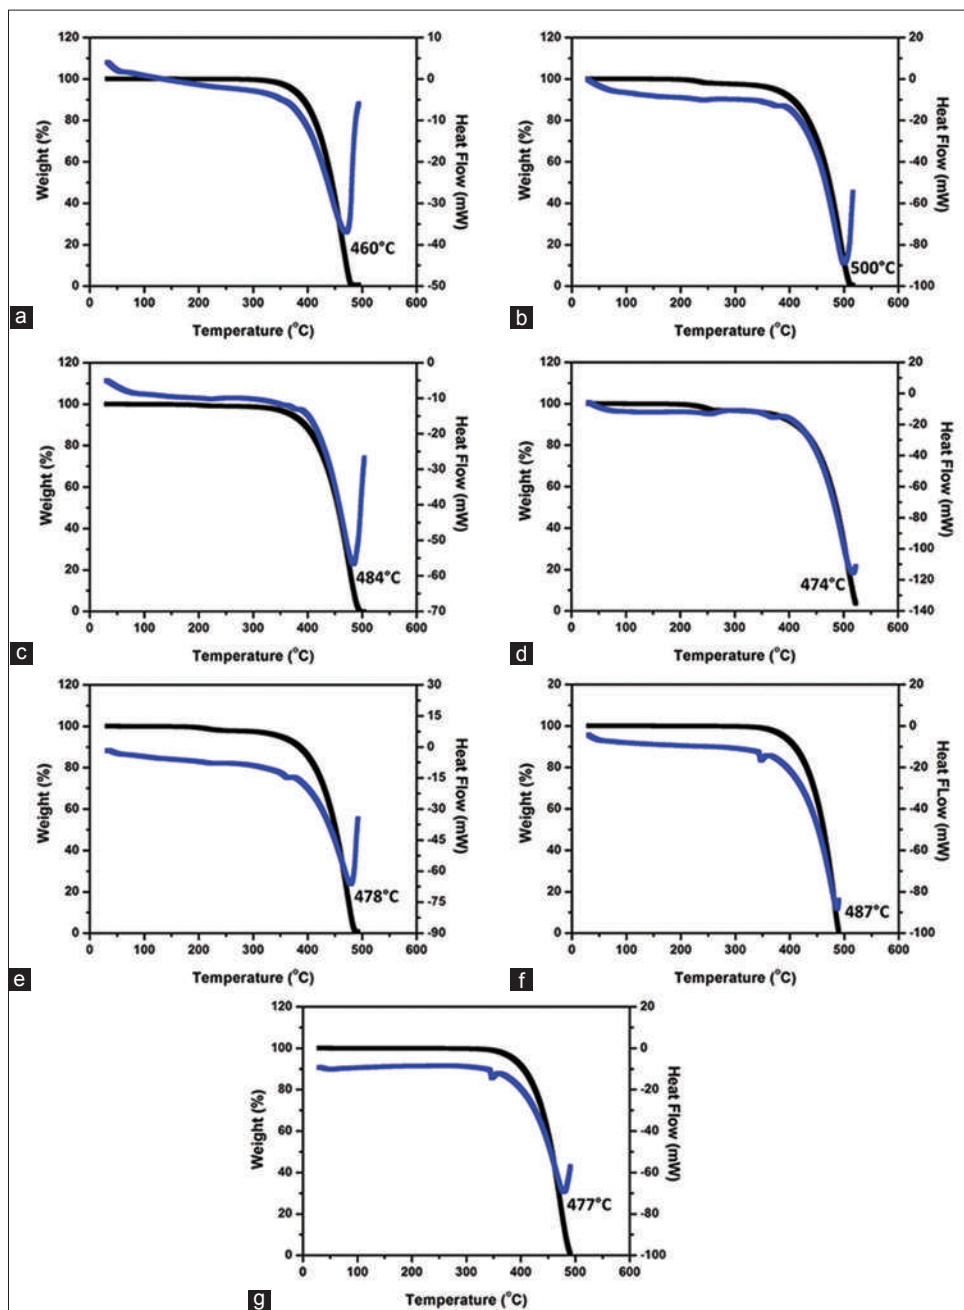 120 100 80 60 40 20 0
Weight (%)
10 0 -10 -20 -30 -40 -50
Heat Flow (mW)
460°C
0 100 200 300 400 500 600
Temperature (°C)
a
120 100 80 60 40 20 0
Weight (%)
20 0 -20 -40 -60 -80 -100
Heat Flow (mW)
500°C
0 100 200 300 400 500 600
Temperature (°C)
b
120 100 80 60 40 20 0
Weight (%)
0 -10 -20 -30 -40 -50 -60 -70
Heat Flow (mW)
484°C
0 100 200 300 400 500 600
Temperature (°C)
c
120 100 80 60 40 20 0
Weight (%)
20 0 -20 -40 -60 -80 -100 -120 -140
Heat Flow (mW)
474°C
0 100 200 300 400 500 600
Temperature (°C)
d
120 100 80 60 40 20 0
Weight (%)
30 15 0 -15 -30 -45 -60 -75 -90
Heat Flow (mW)
478°C
0 100 200 300 400 500 600
Temperature (°C)
e
20 100 80 60 40 20 0
Weight (%)
20 0 -20 -40 -60 -80 -100
Heat FLow (mW)
487°C
0 100 200 300 400 500 600
Temperature (°C)
f
120 100 80 60 40 20 0
Weight (%)
20 0 -20 -40 -60 -80 -100
Heat Flow (mW)
477°C
0 100 200 300 400 500 600
Temperature (°C)
g